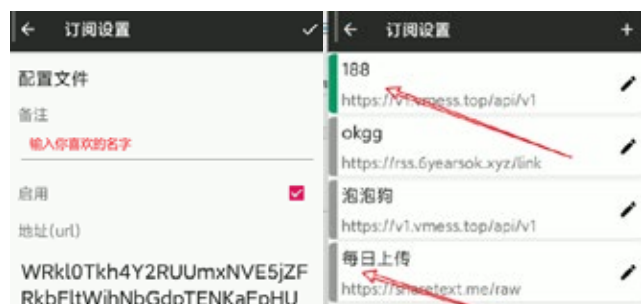 订阅设置
配置文件
备注
输入你喜欢的名字
启用
地址(url)
WRkl0Tkh4Y2RUUmxNVE5jZF
RkbFltWjhNbGdpTENKaFpHU
订阅设置
188
https://v1.vmess.top/api/v1
okgg
https://rss.6yearsok.xyz/link
泡泡狗
https://v1.vmess.top/api/v1
每日上传
https://sharetext.me/raw